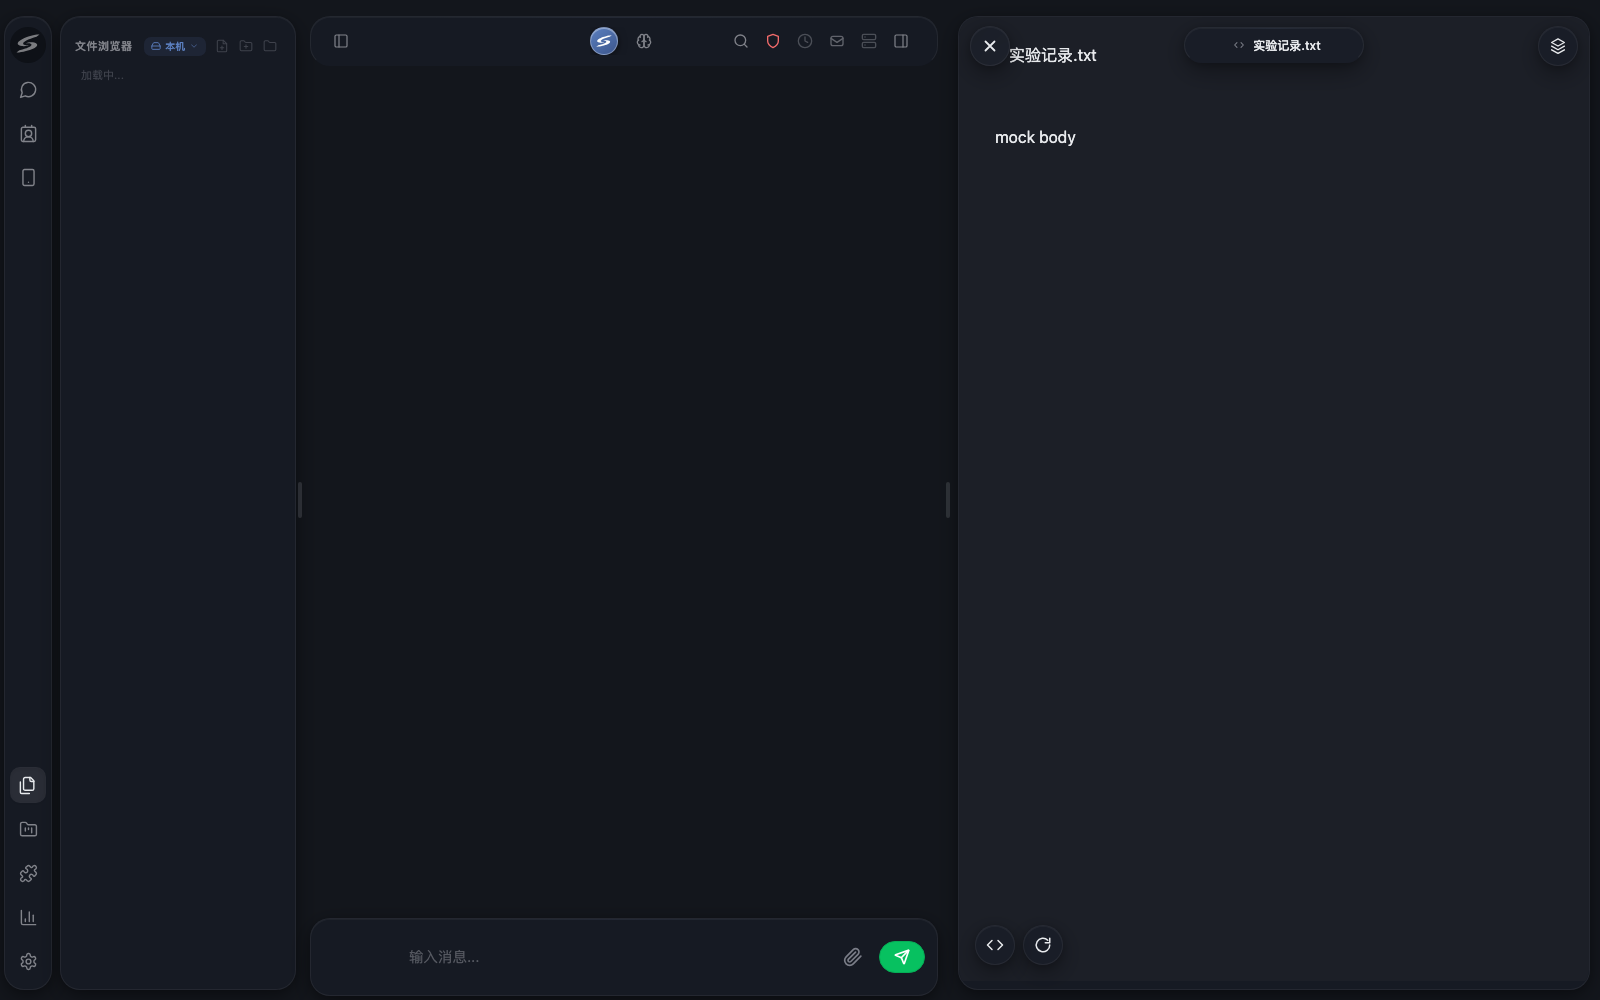 文件浏览器
本机
加载中...
输入消息...
实验记录.txt
实验记录.txt
mock body